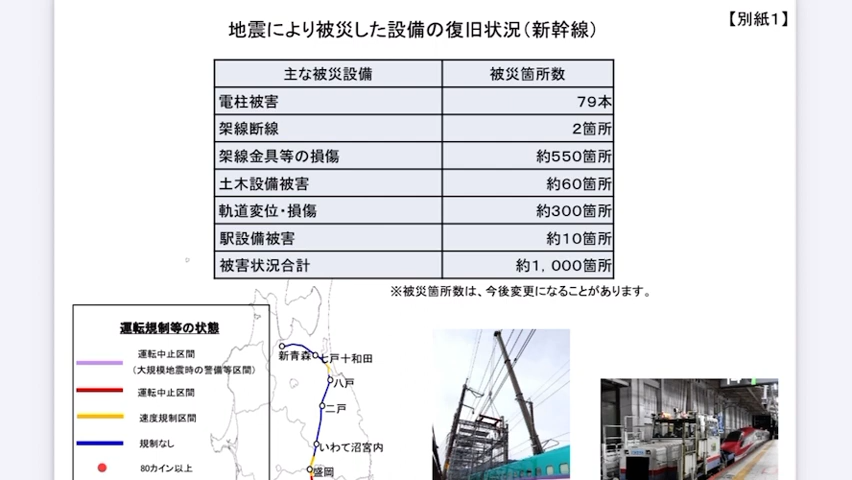 【別紙1】
地震により被災した設備の復旧状況（新幹線）
主な被災設備 被災箇所数
電柱被害 79本
架線断線 2箇所
架線金具等の損傷 約550箇所
土木設備被害 約60箇所
軌道変位・損傷 約300箇所
駅設備被害 約10箇所
被害状況合計 約1，000箇所
※被災箇所数は、今後変更になることがあります。
運転規制等の状態
運転中止区間
（大規模地震時の警備等区間）
運転中止区間
速度規制区間
規制なし
80カイン以上
新青森
七戸十和田
八戸
二戸
いわて沼宮内
盛岡